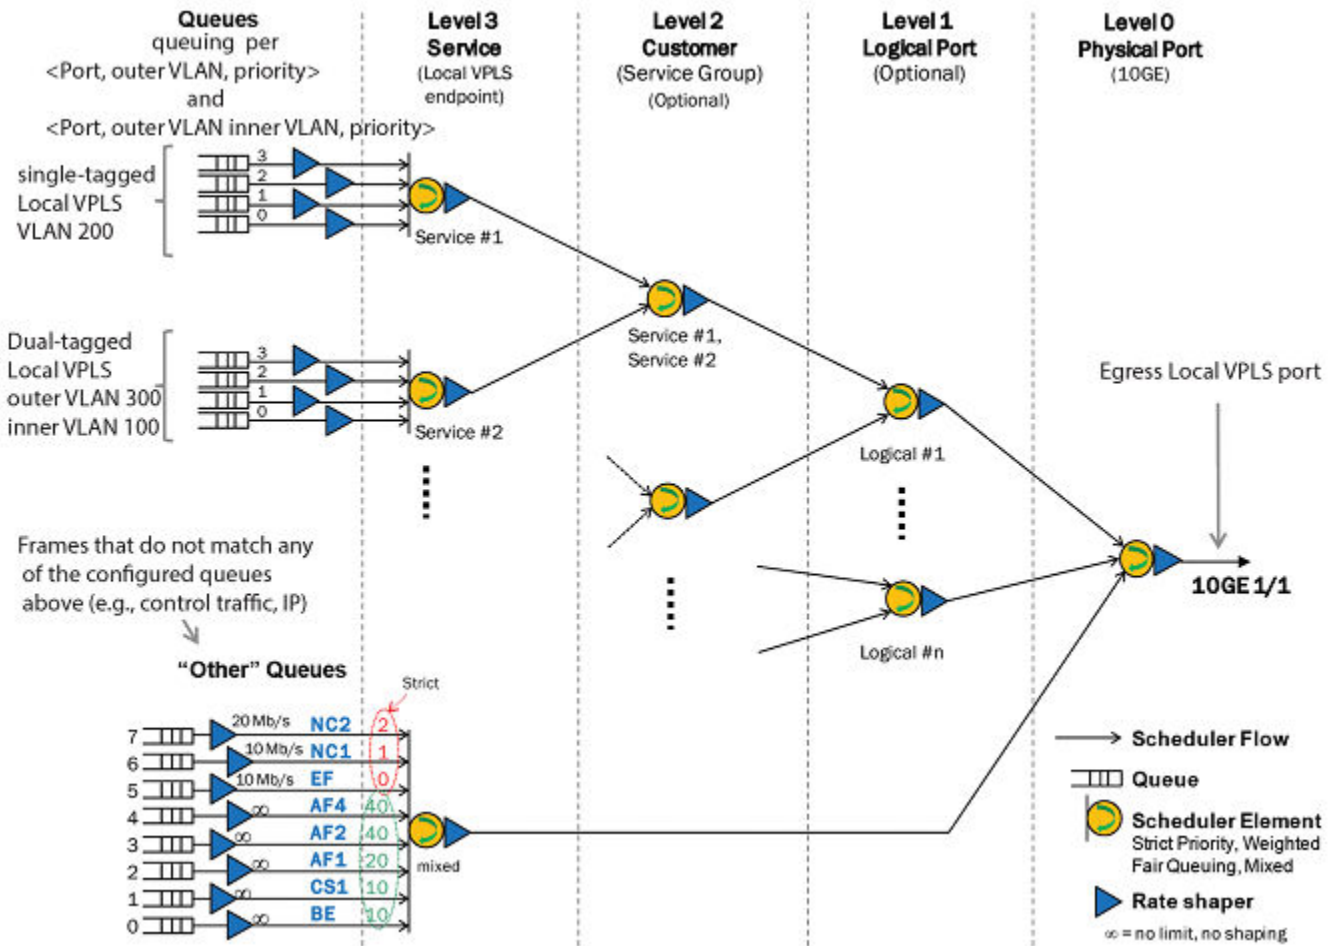 Queues
queuing per
<Port, outer VLAN, priority>
and
<Port, outer VLAN inner VLAN, priority>
Level 3
Service
(Local VPLS
endpoint)
Level 2
Customer
(Service Group)
(Optional)
Level 1
Logical Port
(Optional)
Level 0
Physical Port
(10GE)
single-tagged
Local VPLS
VLAN 200
3
2
1
0
Service #1
Service #1,
Service #2
Dual-tagged
Local VPLS
outer VLAN 300
inner VLAN 100
3
2
1
0
Service #2
Logical #1
Egress Local VPLS port
10GE 1/1
Logical #n
Frames that do not match any
of the configured queues
above (e.g., control traffic, IP)
“Other” Queues
Strict
7 20 Mb/s NC2 2
6 10 Mb/s NC1 1
5 10 Mb/s EF 0
4 ∞ AF4 40
3 ∞ AF2 40
2 ∞ AF1 20
1 ∞ CS1 10
0 ∞ BE 10
mixed
Scheduler Flow
Queue
Scheduler Element
Strict Priority, Weighted
Fair Queuing, Mixed
Rate shaper
∞ = no limit, no shaping